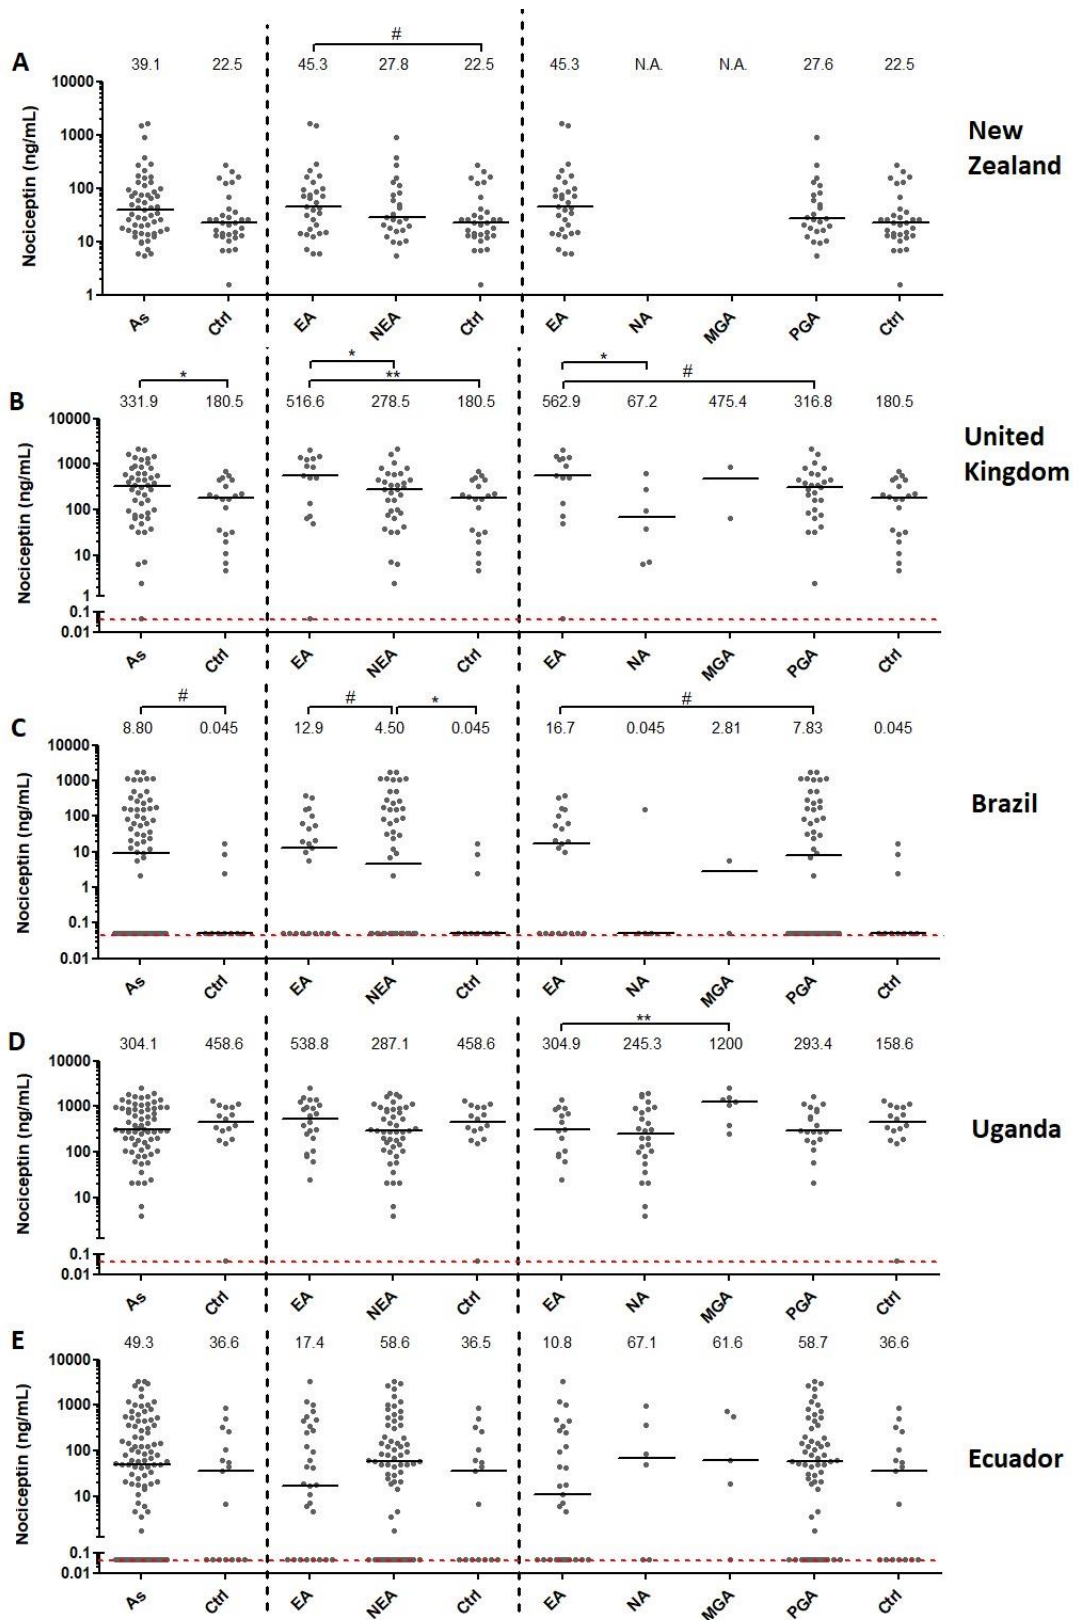 #
A 39.1 22.5 45.3 27.8 22.5 45.3 N.A. N.A. 27.6 22.5
Nociceptin (ng/mL)
10000
1000
100
10
1
New
Zealand
As Ctrl EA NEA Ctrl EA NA MGA PGA Ctrl
* * ** * #
B 331.9 180.5 516.6 278.5 180.5 562.9 67.2 475.4 316.8 180.5
Nociceptin (ng/mL)
10000
1000
100
10
1
0.1
0.01
United
Kingdom
As Ctrl EA NEA Ctrl EA NA MGA PGA Ctrl
# # * #
C 8.80 0.045 12.9 4.50 0.045 16.7 0.045 2.81 7.83 0.045
Nociceptin (ng/mL)
10000
1000
100
10
1
0.1
0.01
Brazil
As Ctrl EA NEA Ctrl EA NA MGA PGA Ctrl
**
D 304.1 458.6 538.8 287.1 458.6 304.9 245.3 1200 293.4 158.6
Nociceptin (ng/mL)
10000
1000
100
10
0.1
0.01
Uganda
As Ctrl EA NEA Ctrl EA NA MGA PGA Ctrl
E 49.3 36.6 17.4 58.6 36.5 10.8 67.1 61.6 58.7 36.6
Nociceptin (ng/mL)
10000
1000
100
10
0.1
0.01
Ecuador
As Ctrl EA NEA Ctrl EA NA MGA PGA Ctrl